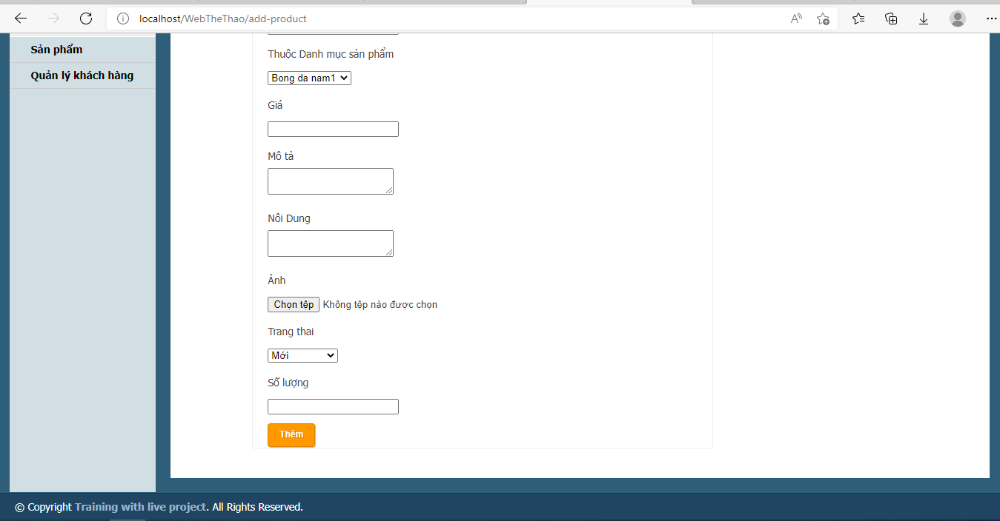 localhost/WebTheThao/add-product
Sản phẩm
Quản lý khách hàng
Thuộc Danh mục sản phẩm
Bong da nam1
Giá
Mô tả
Nôi Dung
Ảnh
Chọn tệp Không tệp nào được chọn
Trang thai
Mới
Số lượng
Thêm
© Copyright Training with live project. All Rights Reserved.